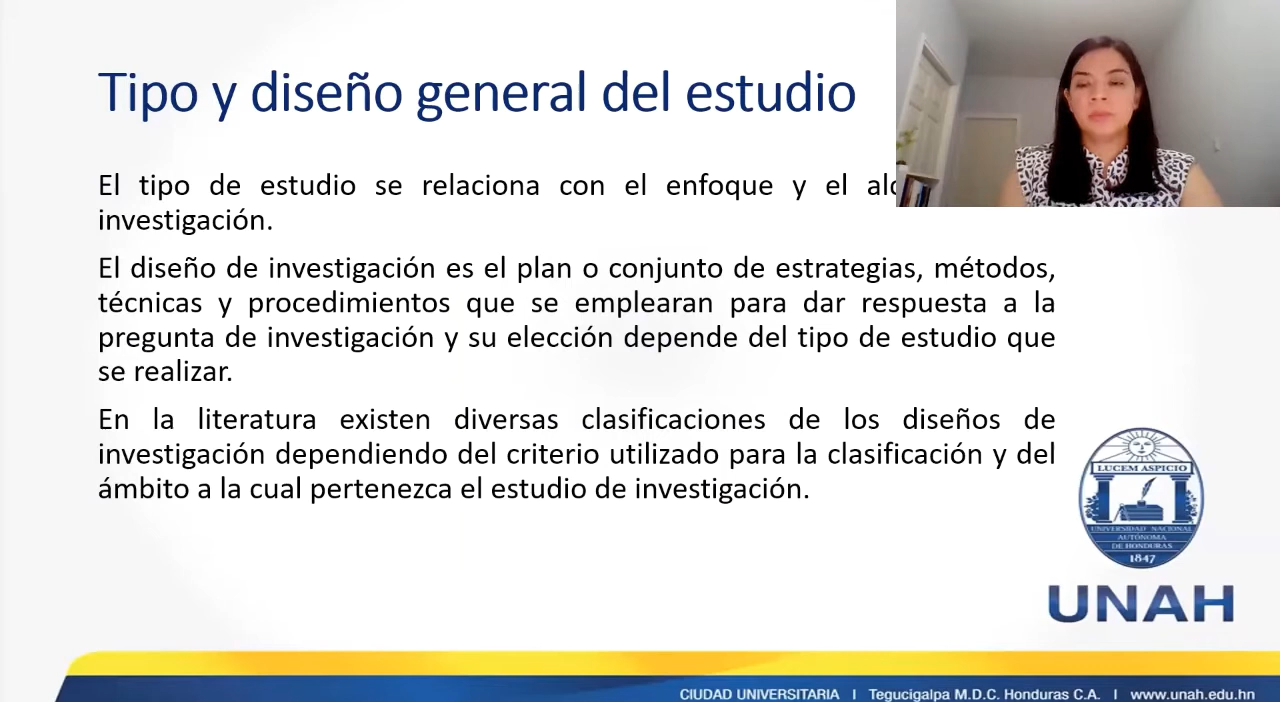 Tipo y diseño general del estudio
El tipo de estudio se relaciona con el enfoque y el
investigación.
El diseño de investigación es el plan o conjunto de estrategias, métodos,
técnicas y procedimientos que se emplearan para dar respuesta a la
pregunta de investigación y su elección depende del tipo de estudio que
se realizar.
En la literatura existen diversas clasificaciones de los diseños de
investigación dependiendo del criterio utilizado para la clasificación y del
ámbito a la cual pertenezca el estudio de investigación.
LUCEM ASPICIO
UNIVERSIDAD NACIONAL
AUTÓNOMA
DE HONDURAS
1847
UNAH
CIUDAD UNIVERSITARIA I Tegucigalpa M.D.C. Honduras C.A. I www.unah.edu.hn